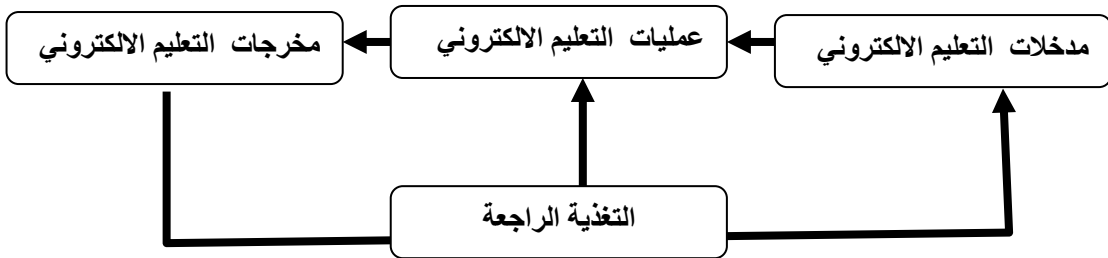 مدخلات التعليم الالكتروني
عمليات التعليم الالكتروني
مخرجات التعليم الالكتروني
التغذية الراجعة